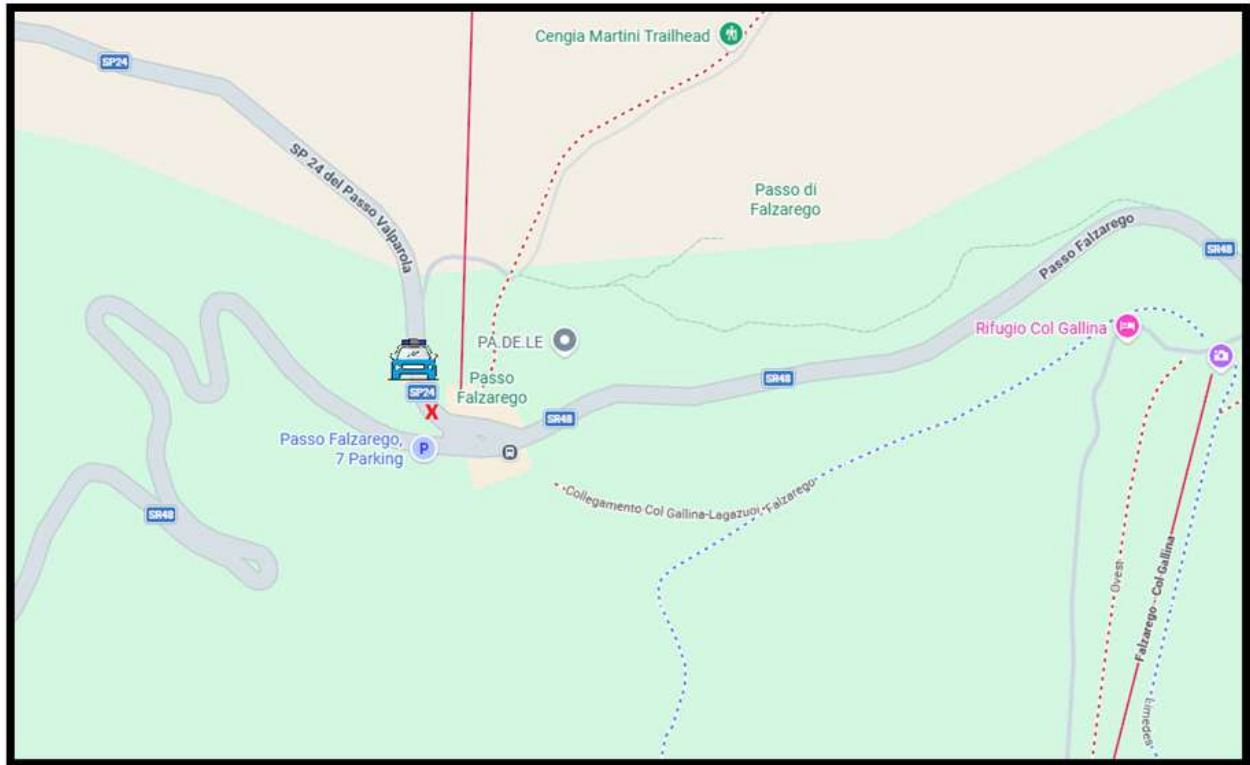 Cengia Martini Trailhead
SP24
SP 24 del Passo Valparola
Passo di
Falzarego
Passo Falzarego
SR48
Rifugio Col Gallina
PA.DE.LE
Passo
Falzarego
SP24
X
SR48
SR48
Passo Falzarego,
7 Parking
P
Collegamento Col Gallina-Lagazuoi-Falzarego
SR48
Ovest
Falzarego - Col Gallina
Limedes